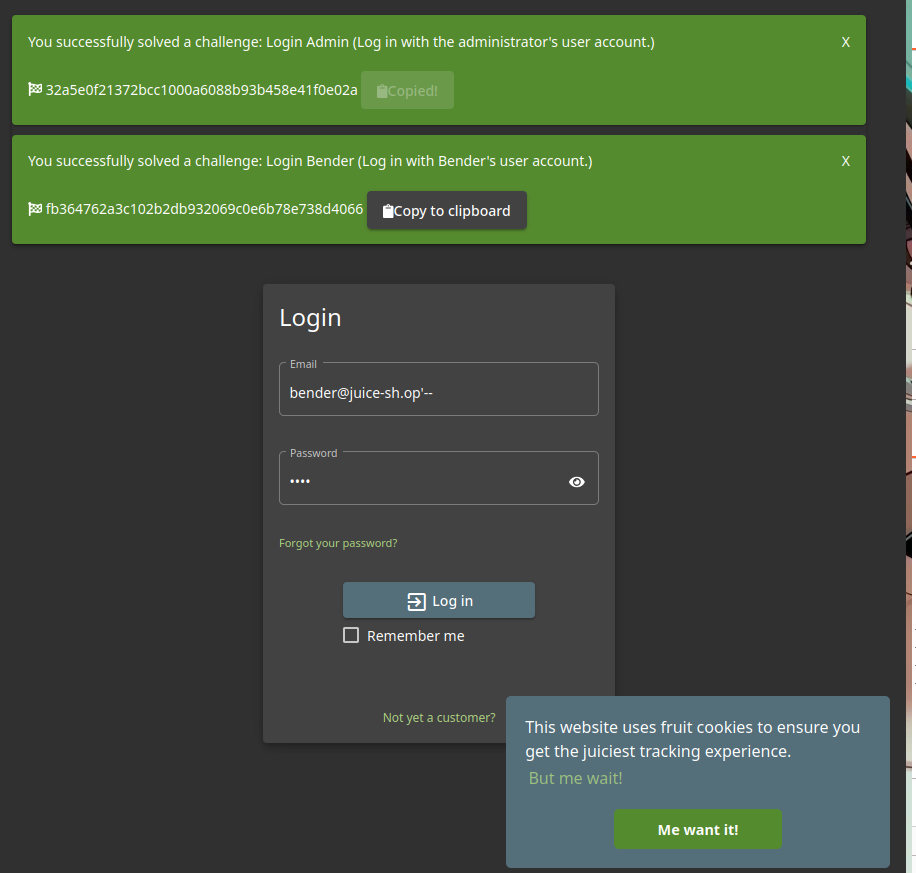 You successfully solved a challenge: Login Admin (Log in with the administrator's user account.)
X
32a5e0f21372bcc1000a6088b93b458e41f0e02a
Copied!
You successfully solved a challenge: Login Bender (Log in with Bender's user account.)
X
fb364762a3c102b2db932069c0e6b78e738d4066
Copy to clipboard
Login
Email
bender@juice-sh.op'--
Password
••••
Forgot your password?
Log in
Remember me
Not yet a customer?
This website uses fruit cookies to ensure you
get the juiciest tracking experience.
But me wait!
Me want it!